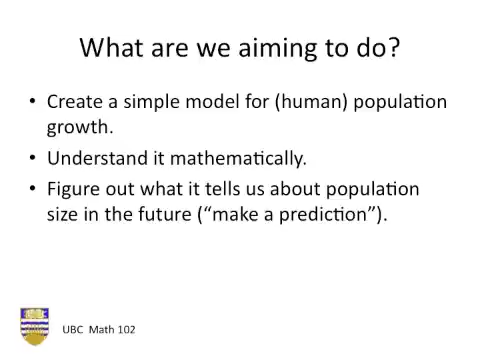 What are we aiming to do?
• Create a simple model for (human) population
growth.
• Understand it mathematically.
• Figure out what it tells us about population
size in the future (“make a prediction”).
UBC Math 102